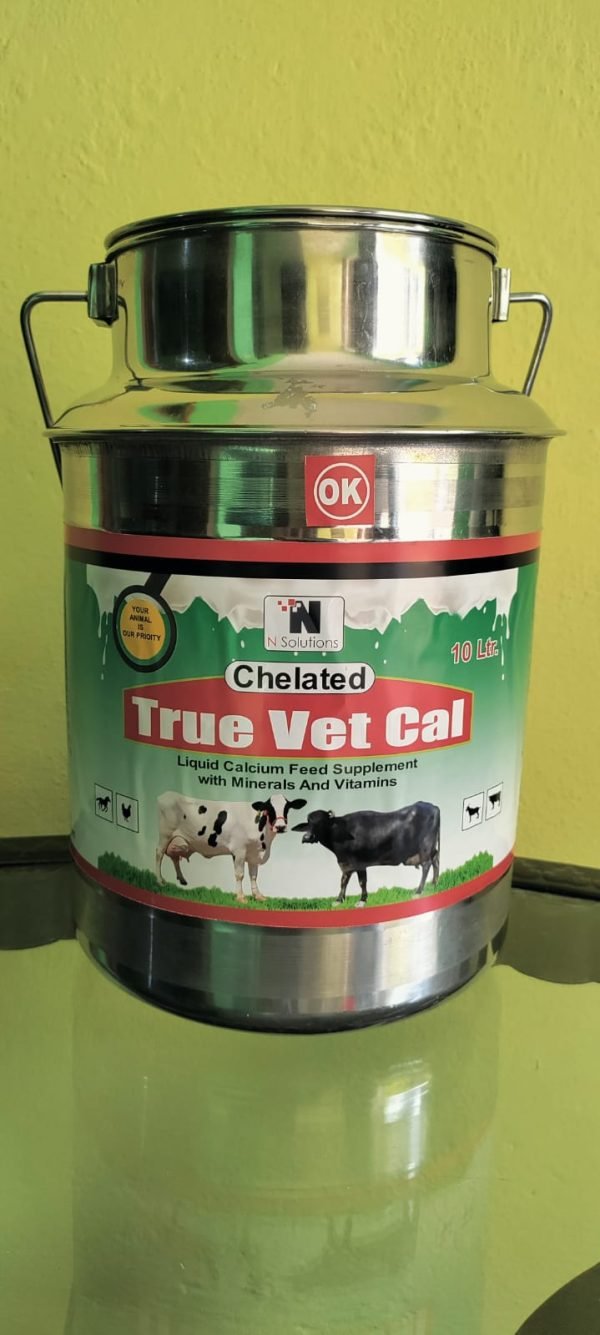 OK
YOUR
ANIMAL
IS
OUR PRIOITY
N
N Solutions
10 Ltr.
Chelated
True Vet Cal
Liquid Calcium Feed Supplement
with Minerals And Vitamins